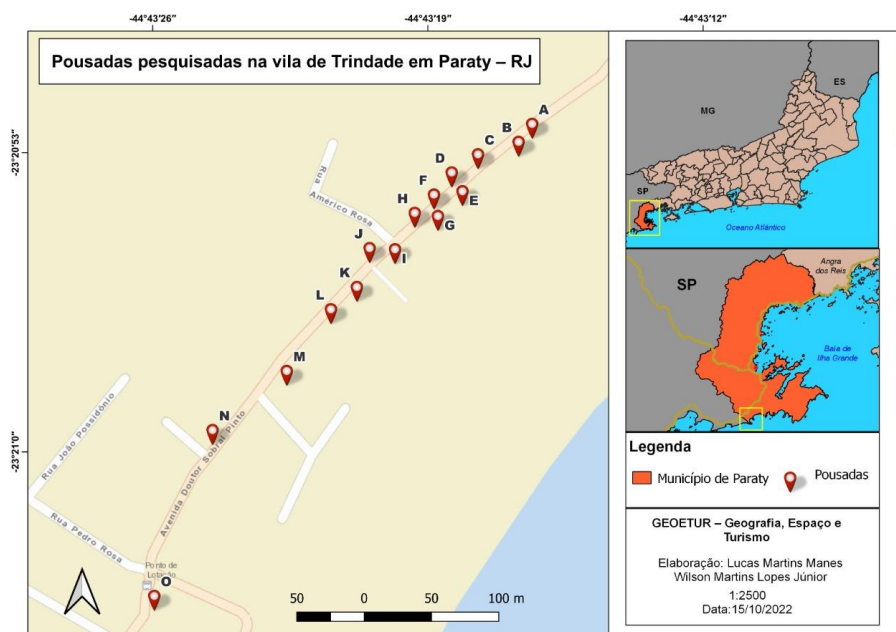 -44°43'26
-44°43'19
-44°43'12
Pousadas pesquisadas na vila de Trindade em Paraty – RJ
-23°20'53
-23°21'0"
A
B
C
D
E
F
G
H
I
J
K
L
M
N
O
Rua
Américo Rosa
Rua João Possidônio
Avenida Doutor Sobral Pinto
Rua Pedro Rosa
Ponto de
Lotação
50 0 50 100 m
MG
ES
SP
Oceano Atlântico
SP
Angra
dos Reis
Baía de
Ilha Grande
Legenda
Município de Paraty
Pousadas
GEOETUR – Geografia, Espaço e
Turismo
Elaboração: Lucas Martins Manes
Wilson Martins Lopes Júnior
1:2500
Data:15/10/2022